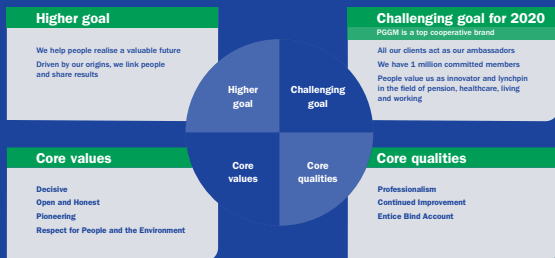 Higher goal
We help people realise a valuable future
Driven by our origins, we link people
and share results
Challenging goal for 2020
PGGM is a top cooperative brand
All our clients act as our ambassadors
We have 1 million committed members
People value us as innovator and lynchpin
in the field of pension, healthcare, living
and working
Higher
goal
Challenging
goal
Core
values
Core
qualities
Core values
Decisive
Open and Honest
Pioneering
Respect for People and the Environment
Core qualities
Professionalism
Continued Improvement
Entice Bind Account